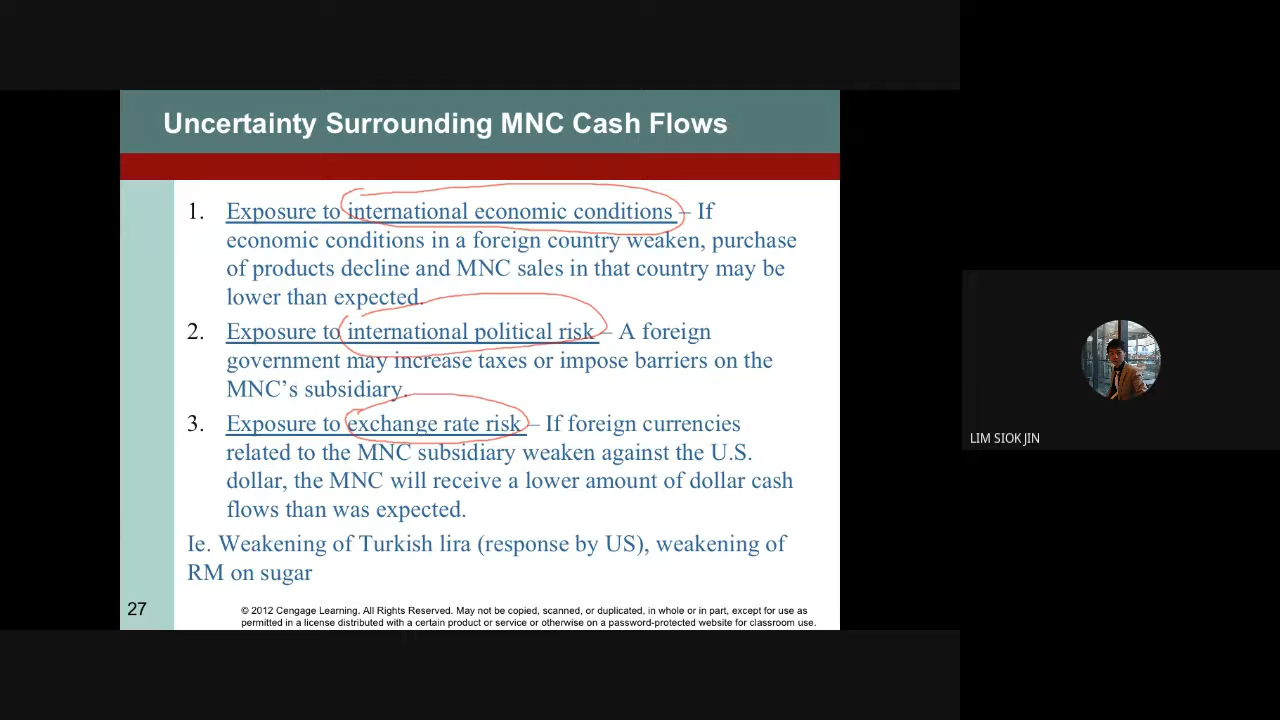 Uncertainty Surrounding MNC Cash Flows
1. Exposure to international economic conditions – If
economic conditions in a foreign country weaken, purchase
of products decline and MNC sales in that country may be
lower than expected.
2. Exposure to international political risk – A foreign
government may increase taxes or impose barriers on the
MNC’s subsidiary.
3. Exposure to exchange rate risk – If foreign currencies
related to the MNC subsidiary weaken against the U.S.
dollar, the MNC will receive a lower amount of dollar cash
flows than was expected.
Ie. Weakening of Turkish lira (response by US), weakening of
RM on sugar
27
© 2012 Cengage Learning. All Rights Reserved. May not be copied, scanned, or duplicated, in whole or in part, except for use as
permitted in a license distributed with a certain product or service or otherwise on a password-protected website for classroom use.
LIM SIOK JIN